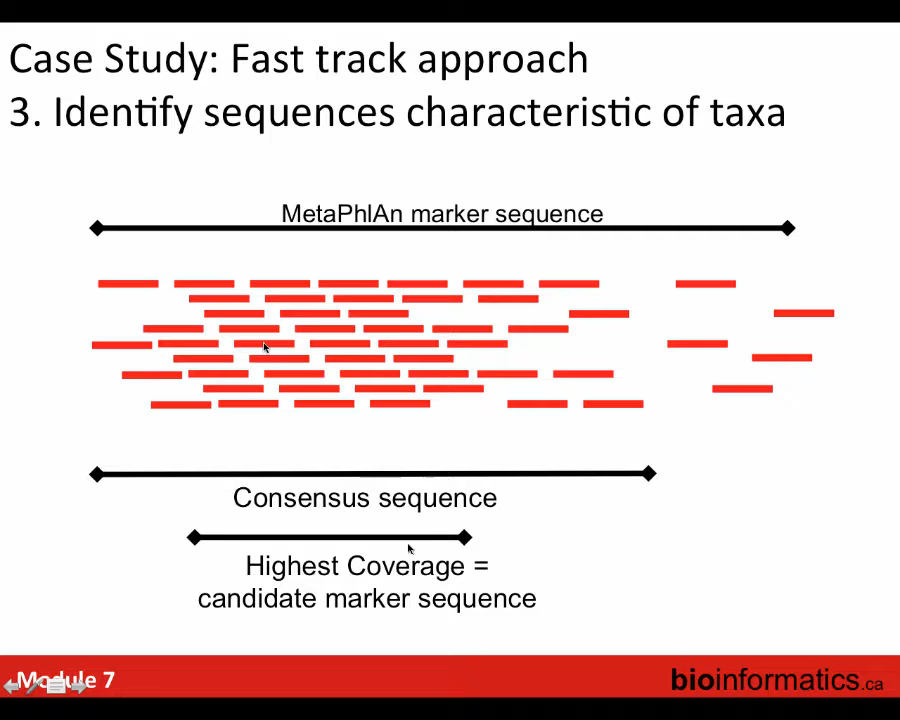 Case Study: Fast track approach
3. Identify sequences characteristic of taxa
MetaPhlAn marker sequence
Consensus sequence
Highest Coverage =
candidate marker sequence
Module 7
bioinformatics.ca